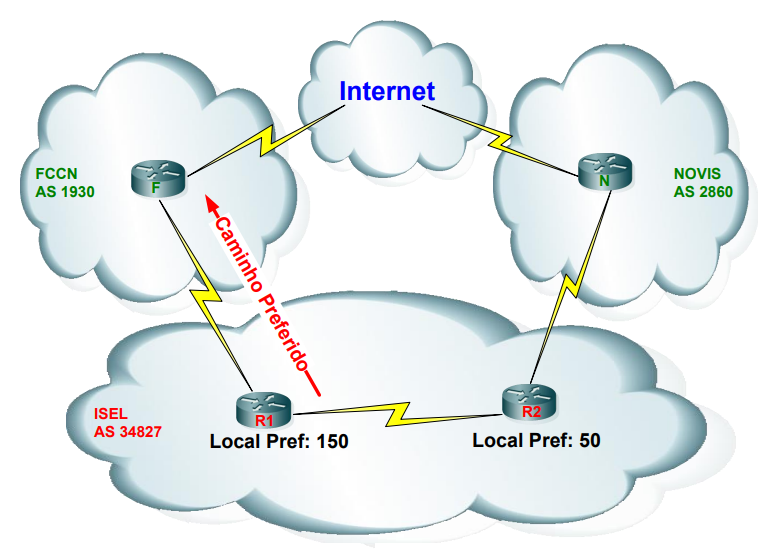 Internet
FCCN
AS 1930
F
N
NOVIS
AS 2860
Caminho Preferido
ISEL
AS 34827
R1
R2
Local Pref: 150
Local Pref: 50